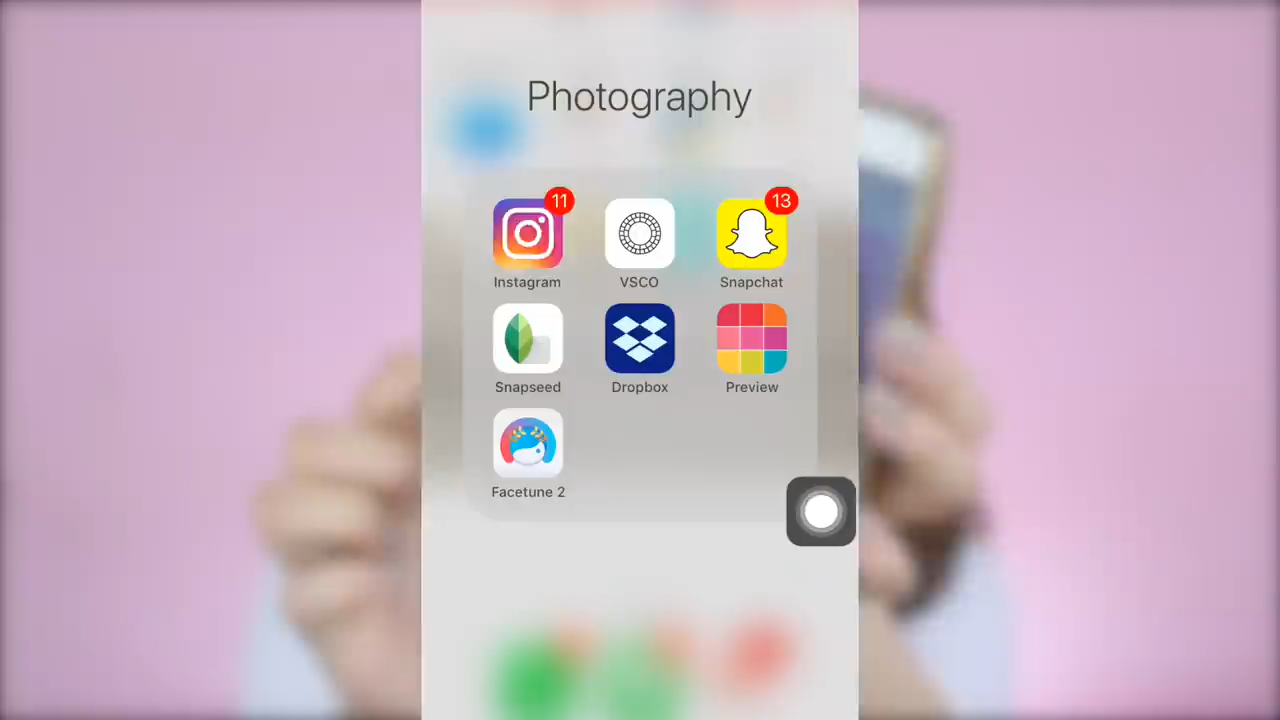 Photography
11
13
Instagram
VSCO
Snapchat
Snapseed
Dropbox
Preview
Facetune 2